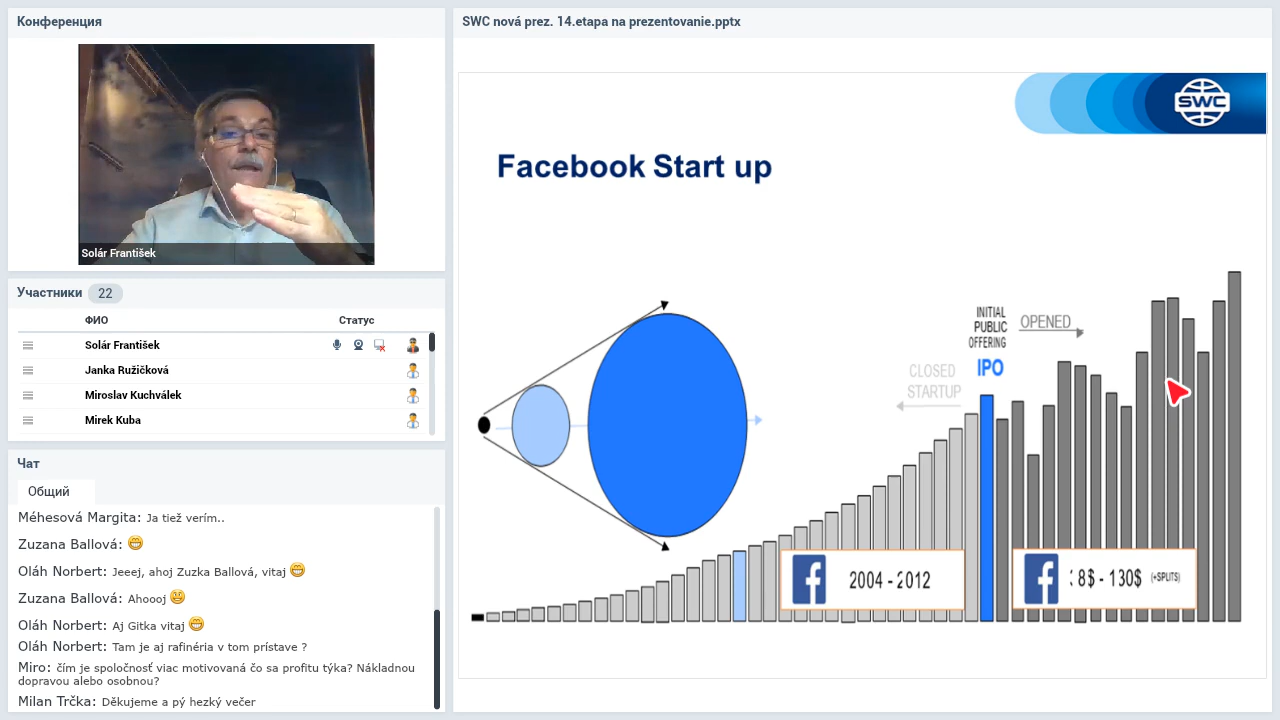 Конференция
Solár František
Участники 22
ФИО
Статус
Solár František
Janka Ružičková
Miroslav Kuchválek
Mirek Kuba
Чат
Общий
Méhesová Margita: Ja tiež verím..
Zuzana Ballová: 😁
Oláh Norbert: Jeeej, ahoj Zuzka Ballová, vitaj 😁
Zuzana Ballová: Ahoooj 😀
Oláh Norbert: Aj Gitka vitaj 😁
Oláh Norbert: Tam je aj rafinéria v tom prístave ?
Miro: čím je spoločnosť viac motivovaná čo sa profitu týka? Nákladnou
dopravou alebo osobnou?
Milan Trčka: Děkujeme a pý hezký večer
SWC nová prez. 14.etapa na prezentovanie.pptx
SWC
Facebook Start up
INITIAL
PUBLIC
OFFERING
IPO
OPENED
CLOSED
STARTUP
2004 - 2012
38$ - 130$ (+SPLITS)